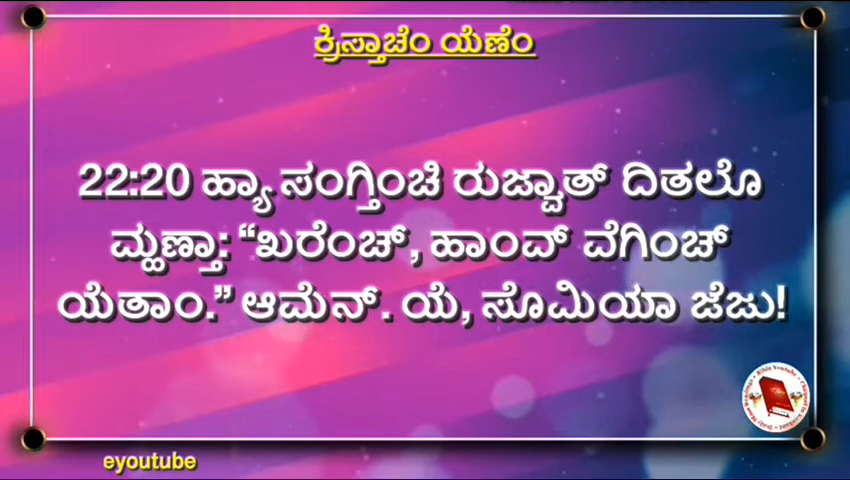 ಕ್ರಿಸ್ತಾಚೆಂ ಯೆಣೆಂ
22:20 ಹ್ಯಾ ಸಂಗ್ತಿಂಚಿ ರುಜ್ವಾತ್ ದಿತಲೊ
ಮ್ಹಣ್ತಾ: “ಖರೆಂಚ್, ಹಾಂವ್ ವೆಗಿಂಚ್
ಯೆತಾಂ.” ಆಮೆನ್. ಯೆ, ಸೊಮಿಯಾ ಜೆಜು!
eyoutube